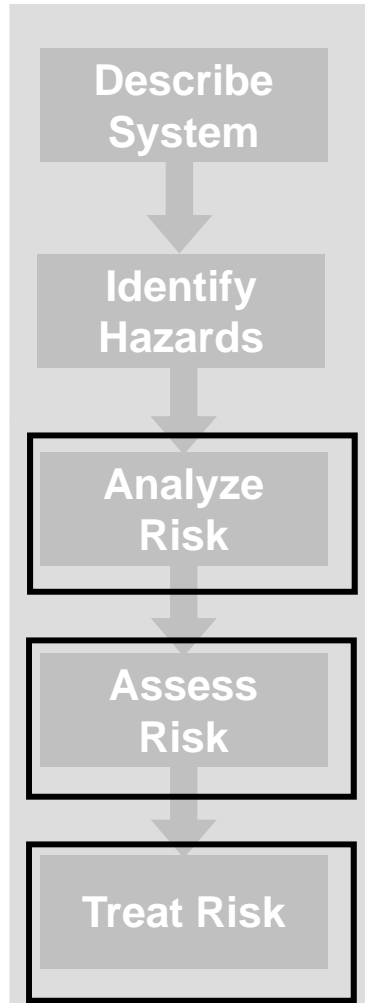 Describe
System
Identify
Hazards
Analyze
Risk
Assess
Risk
Treat Risk